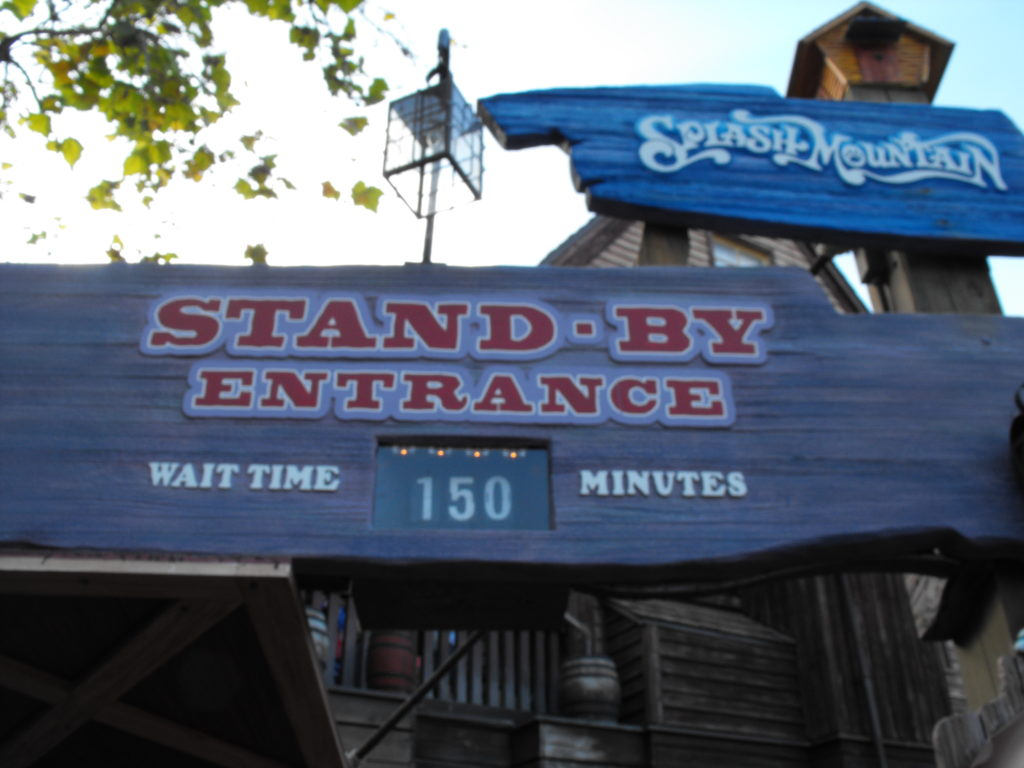 Splash Mountain
STAND-BY
ENTRANCE
WAIT TIME 150 MINUTES